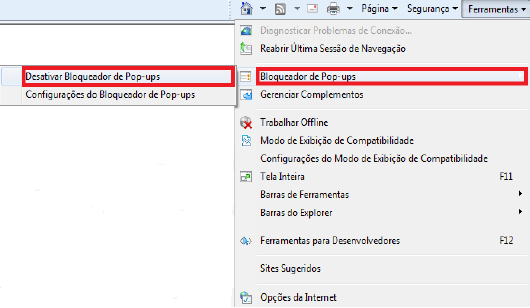 Página Segurança Ferramentas
Diagnosticar Problemas de Conexão...
Reabrir Última Sessão de Navegação
Bloqueador de Pop-ups
Desativar Bloqueador de Pop-ups
Configurações do Bloqueador de Pop-ups
Gerenciar Complementos
Trabalhar Offline
Modo de Exibição de Compatibilidade
Configurações do Modo de Exibição de Compatibilidade
Tela Inteira F11
Barras de Ferramentas
Barras do Explorer
Ferramentas para Desenvolvedores F12
Sites Sugeridos
Opções da Internet